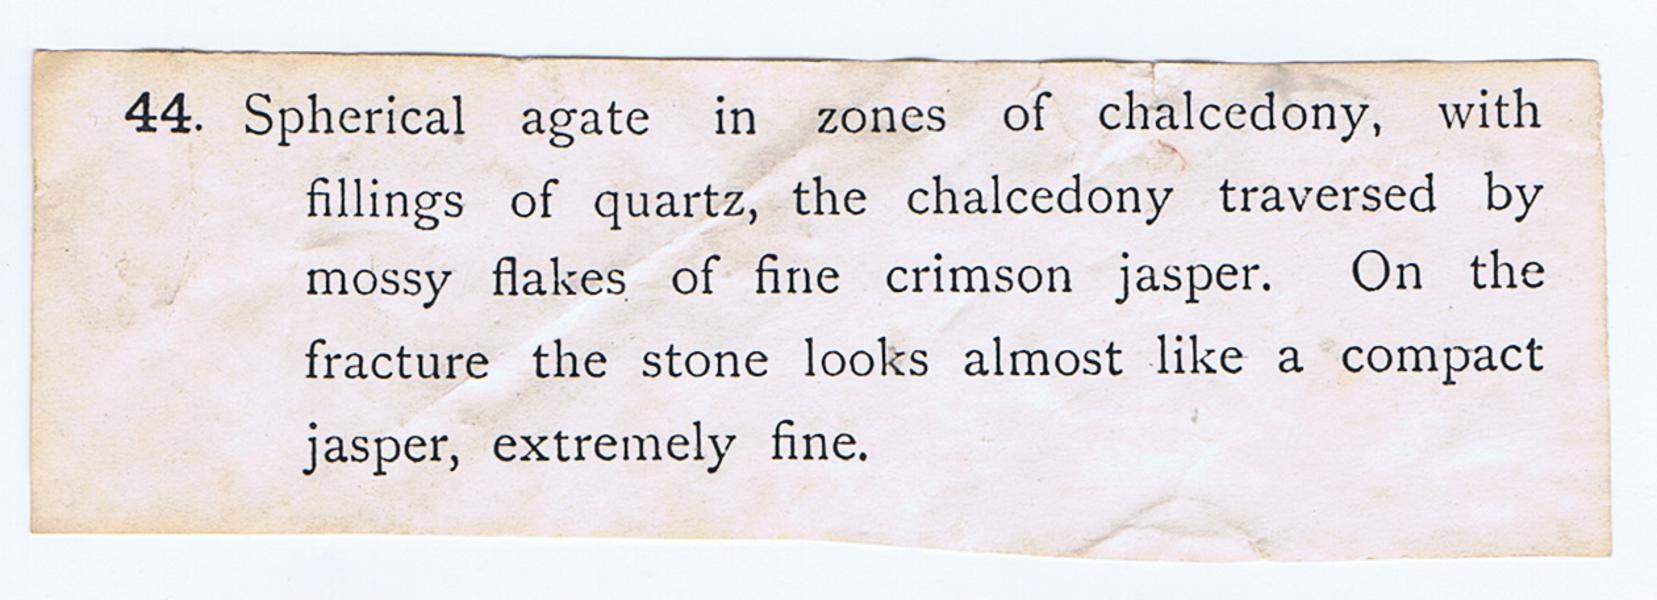 44. Spherical agate in zones of chalcedony, with
fillings of quartz, the chalcedony traversed by
mossy flakes of fine crimson jasper. On the
fracture the stone looks almost like a compact
jasper, extremely fine.